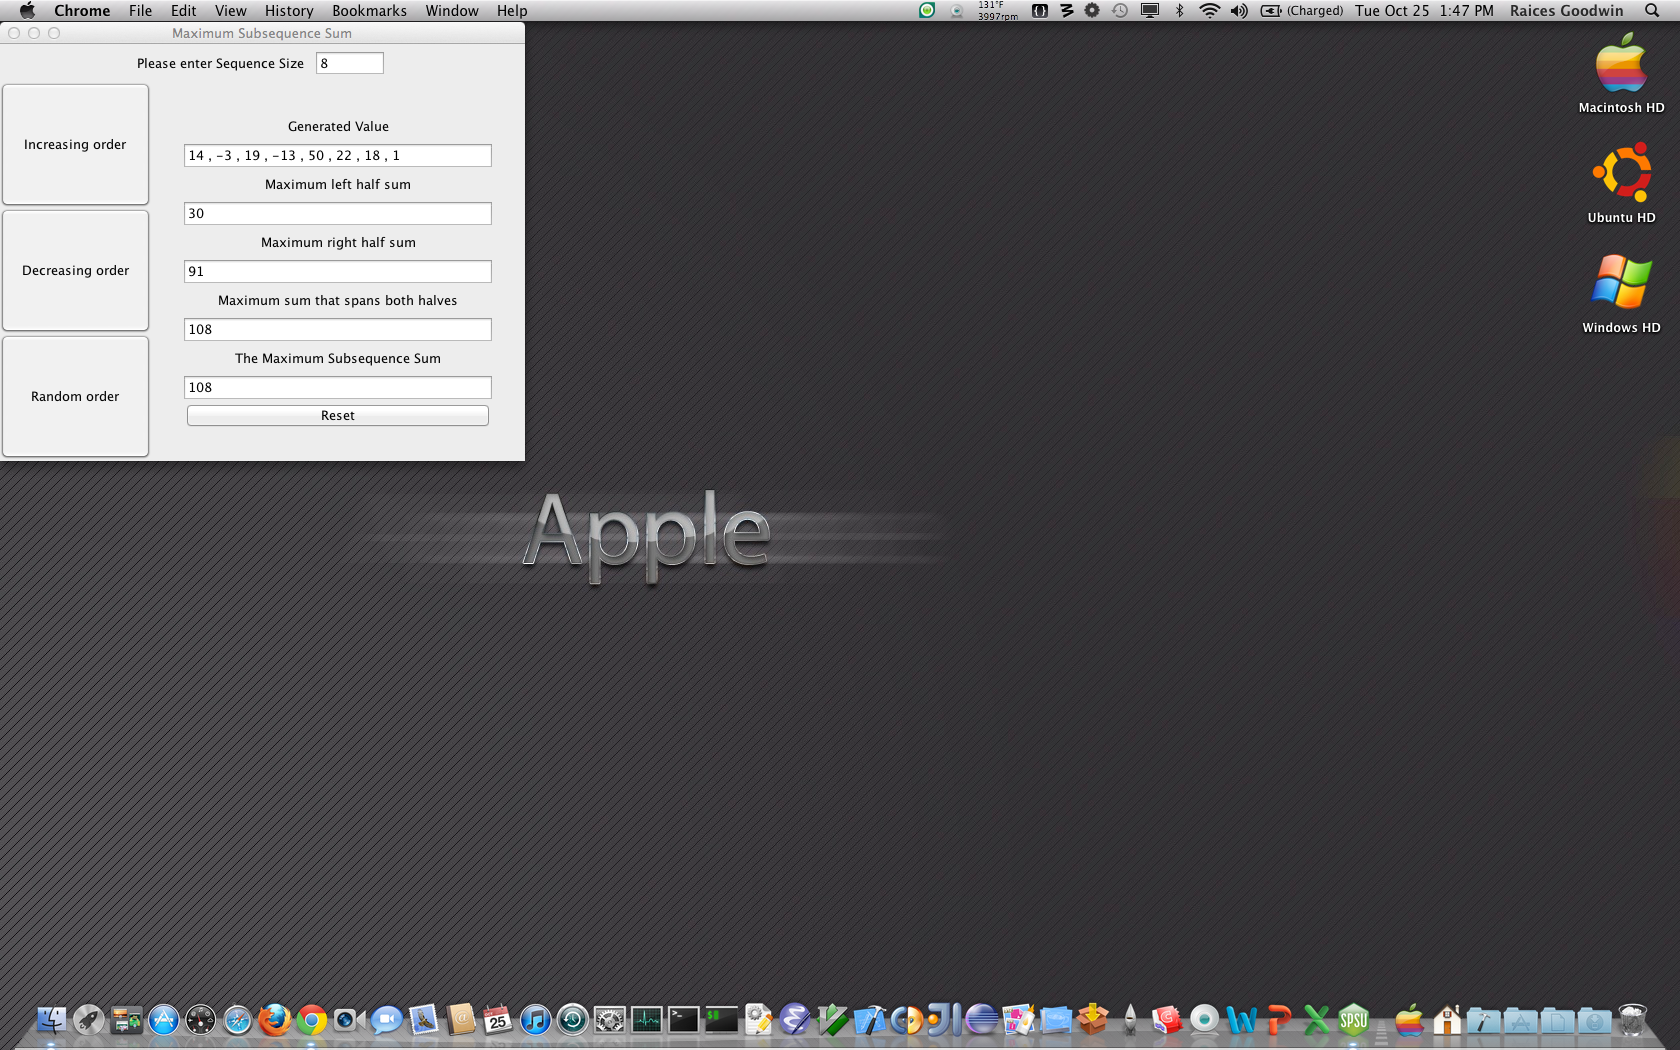 Chrome File Edit View History Bookmarks Window Help 131°F 3997rpm (Charged) Tue Oct 25 1:47 PM Raices Goodwin
Maximum Subsequence Sum
Please enter Sequence Size 8
Increasing order
Decreasing order
Random order
Generated Value
14 , -3 , 19 , -13 , 50 , 22 , 18 , 1
Maximum left half sum
30
Maximum right half sum
91
Maximum sum that spans both halves
108
The Maximum Subsequence Sum
108
Reset
Macintosh HD
Ubuntu HD
Windows HD
Apple
25
SPSU